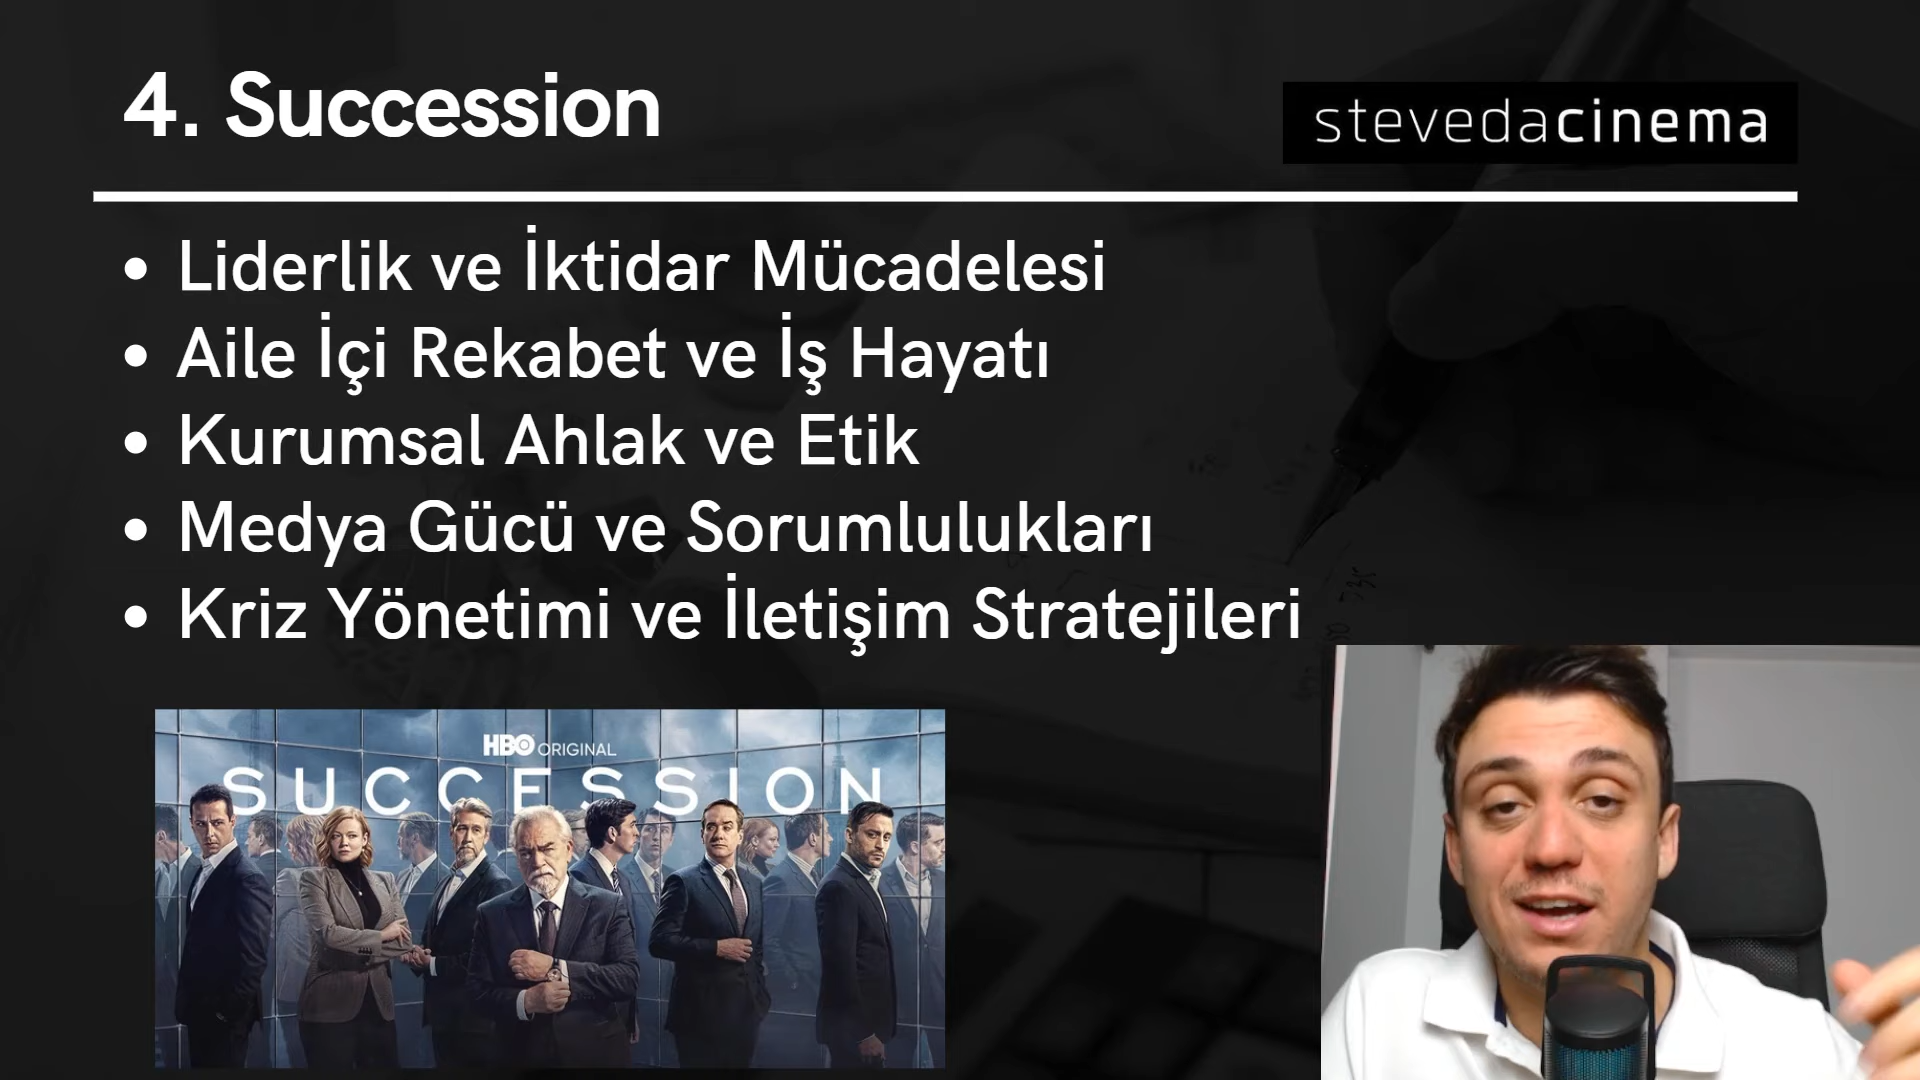 4. Succession
stevedacinema
Liderlik ve İktidar Mücadelesi
Aile İçi Rekabet ve İş Hayatı
Kurumsal Ahlak ve Etik
Medya Gücü ve Sorumlulukları
Kriz Yönetimi ve İletişim Stratejileri
HBO ORIGINAL
SUCCESSION